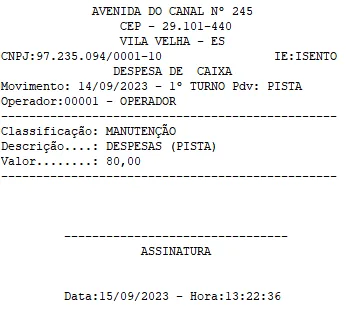 AVENIDA DO CANAL Nº 245
CEP - 29.101-440
VILA VELHA - ES
CNPJ:97.235.094/0001-10 IE:ISENTO
DESPESA DE CAIXA
Movimento: 14/09/2023 - 1º TURNO Pdv: PISTA
Operador:00001 - OPERADOR
--------------------------------------------
Classificação: MANUTENÇÃO
Descrição....: DESPESAS (PISTA)
Valor........: 80,00
--------------------------------------------
-----------------------------
ASSINATURA
Data:15/09/2023 - Hora:13:22:36